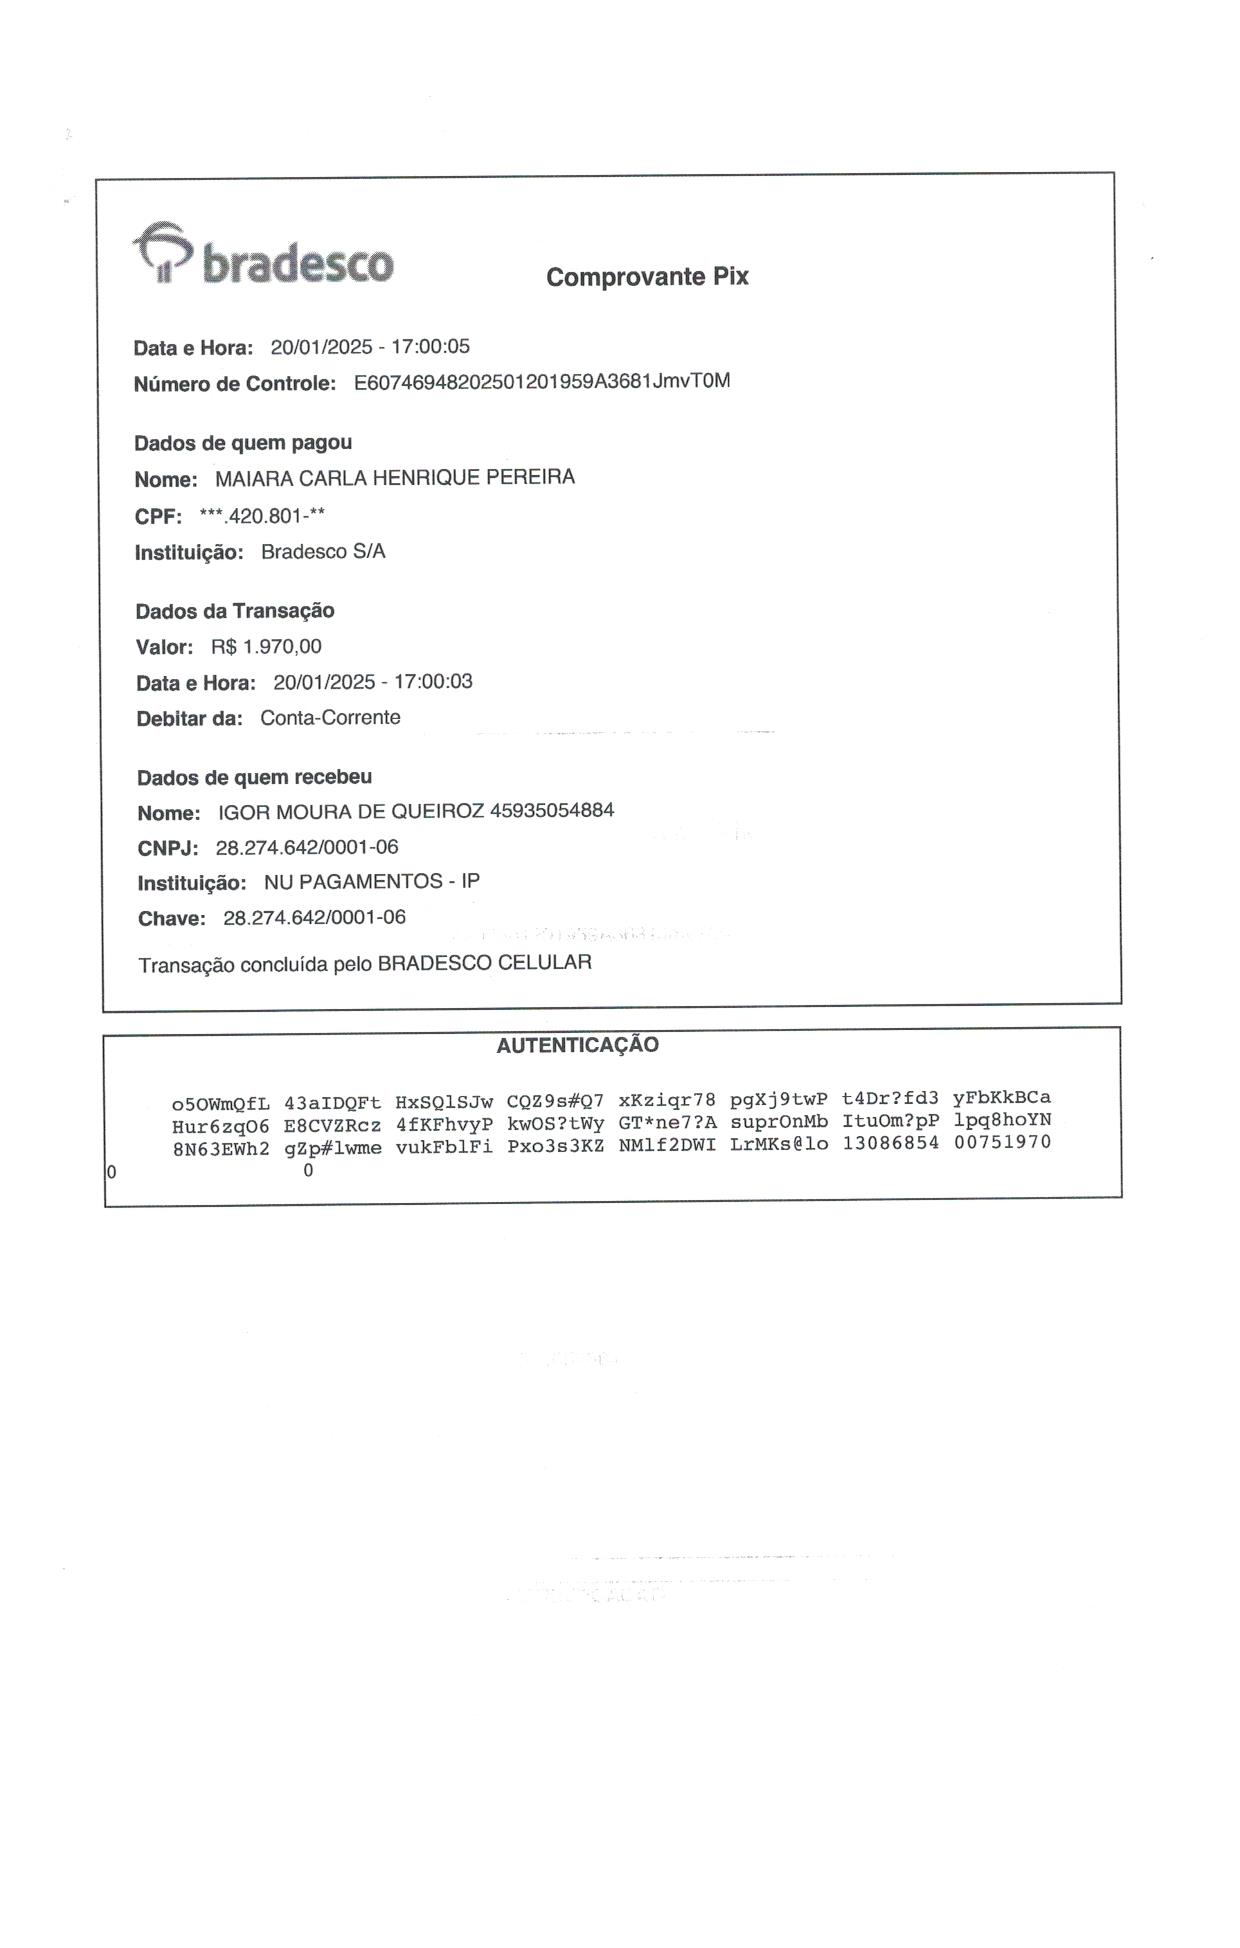 bradesco
Comprovante Pix
Data e Hora: 20/01/2025 - 17:00:05
Número de Controle: E60746948202501201959A3681JmvT0M
Dados de quem pagou
Nome: MAIARA CARLA HENRIQUE PEREIRA
CPF: ***.420.801-**
Instituição: Bradesco S/A
Dados da Transação
Valor: R$ 1.970,00
Data e Hora: 20/01/2025 - 17:00:03
Debitar da: Conta-Corrente
Dados de quem recebeu
Nome: IGOR MOURA DE QUEIROZ 45935054884
CNPJ: 28.274.642/0001-06
Instituição: NU PAGAMENTOS - IP
Chave: 28.274.642/0001-06
Transação concluída pelo BRADESCO CELULAR
AUTENTICAÇÃO
o5OWmQfL 43aIDQFt HxSQlSJw CQZ9s#Q7 xKziqr78 pgXj9twP t4Dr?fd3 yFbKkBCa
Hur6zqO6 E8CVZRcz 4fKFhvyP kwOS?tWy GT*ne7?A suprOnMb ItuOm?pP lpq8hoYN
8N63EWh2 gZp#lwme vukFblFi Pxo3s3KZ NMlf2DWI LrMKs@lo 13086854 00751970
0 0